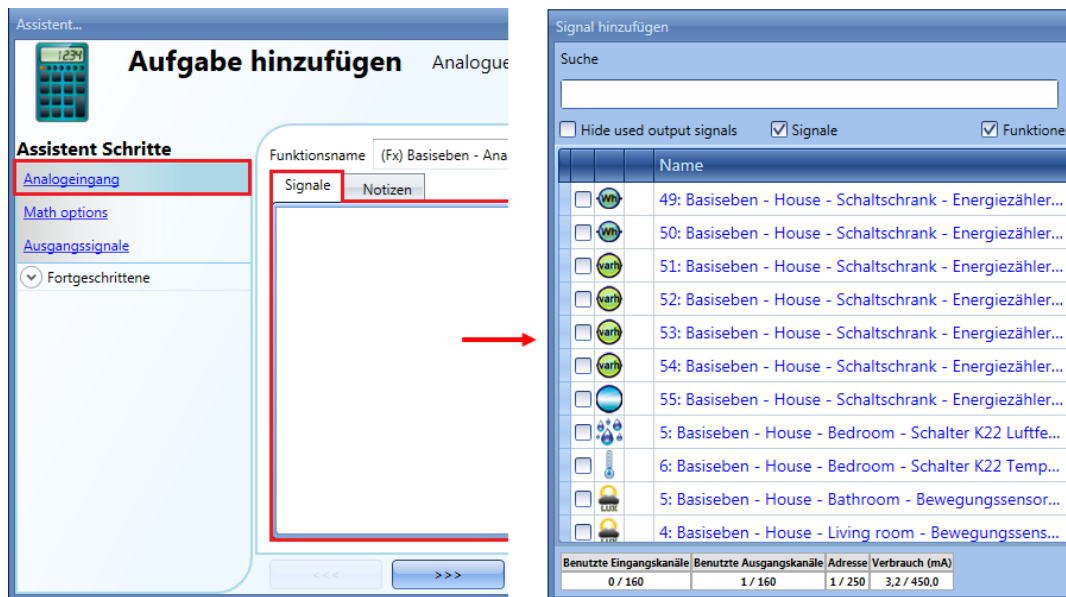 Assistent...
1234
Aufgabe hinzufügen Analogue
Assistent Schritte
Analogeingang
Math options
Ausgangssignale
Fortgeschrittene
Funktionsname (Fx) Basiseben - Ana
Signale Notizen
<<< >>>
Signal hinzufügen
Suche
Hide used output signals Signale Funktione
Name
Wh 49: Basiseben - House - Schaltschrank - Energiezähler...
Wh 50: Basiseben - House - Schaltschrank - Energiezähler...
varh 51: Basiseben - House - Schaltschrank - Energiezähler...
varh 52: Basiseben - House - Schaltschrank - Energiezähler...
varh 53: Basiseben - House - Schaltschrank - Energiezähler...
varh 54: Basiseben - House - Schaltschrank - Energiezähler...
55: Basiseben - House - Schaltschrank - Energiezähler...
5: Basiseben - House - Bedroom - Schalter K22 Luftfe...
6: Basiseben - House - Bedroom - Schalter K22 Temp...
LUX 5: Basiseben - House - Bathroom - Bewegungssensor...
LUX 4: Basiseben - House - Living room - Bewegungssens...
Benutzte Eingangskanäle Benutzte Ausgangskanäle Adresse Verbrauch (mA)
0 / 160 1 / 160 1 / 250 3,2 / 450,0